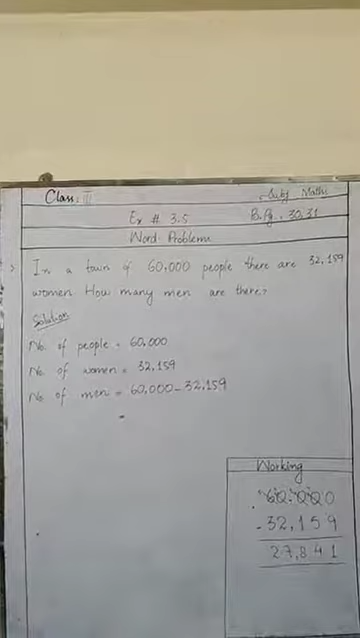 Class: III Subj. Maths
Ex # 3.5 B.Pg. 30,31
Word Problems
In a town of 60,000 people there are 32,159
women. How many men are there?
Solution
No. of people = 60,000
No. of women = 32,159
No. of men = 60,000 - 32,159
=
Working
60,000
- 32,159
27,841